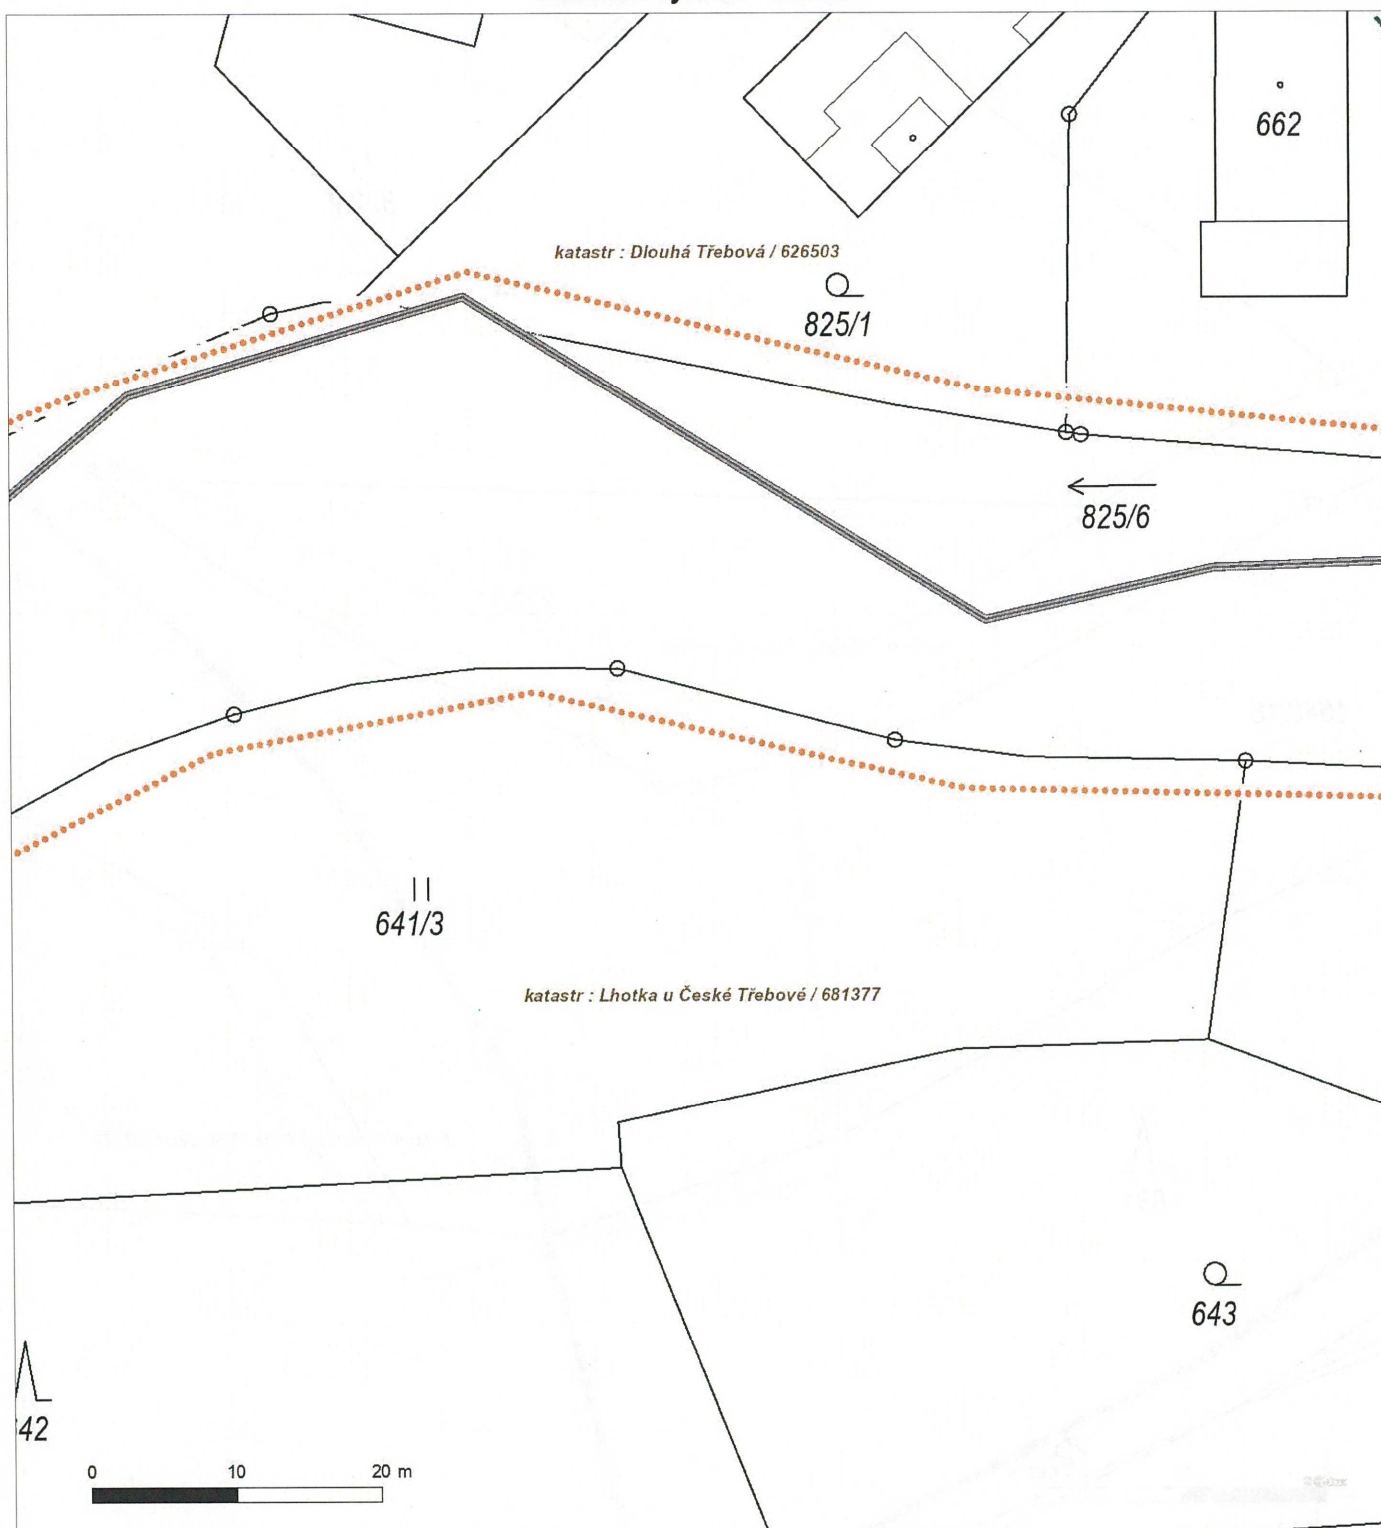 662
katastr : Dlouhá Třebová / 626503
825/1
825/6
641/3
katastr : Lhotka u České Třebové / 681377
643
42
0 10 20 m